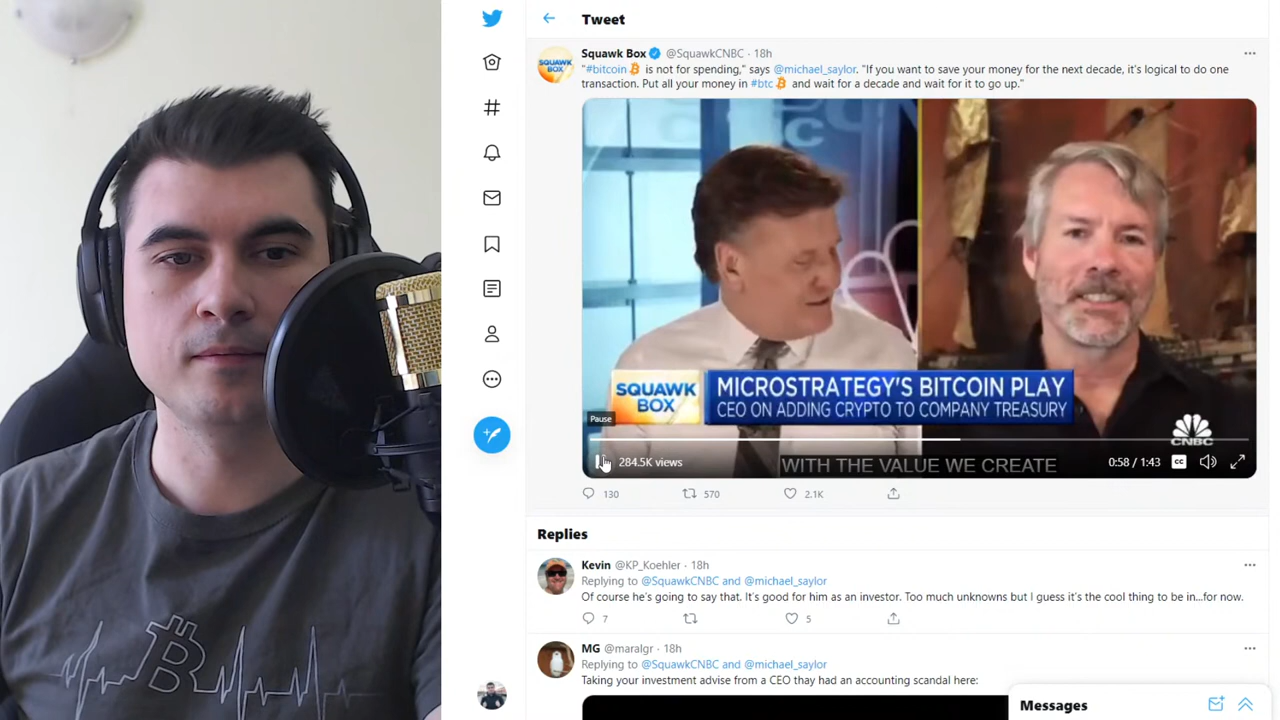 Tweet
Squawk Box @SquawkCNBC · 18h
"#bitcoin is not for spending," says @michael_saylor. "If you want to save your money for the next decade, it's logical to do one
transaction. Put all your money in #btc and wait for a decade and wait for it to go up."
SQUAWK
BOX
MICROSTRATEGY'S BITCOIN PLAY
CEO ON ADDING CRYPTO TO COMPANY TREASURY
CNBC
Pause
284.5K views
WITH THE VALUE WE CREATE
0:58 / 1:43
CC
130
570
2.1K
Replies
Kevin @KP_Koehler · 18h
Replying to @SquawkCNBC and @michael_saylor
Of course he's going to say that. It's good for him as an investor. Too much unknowns but I guess it's the cool thing to be in...for now.
7
5
MG @maralgr · 18h
Replying to @SquawkCNBC and @michael_saylor
Taking your investment advise from a CEO thay had an accounting scandal here:
Messages